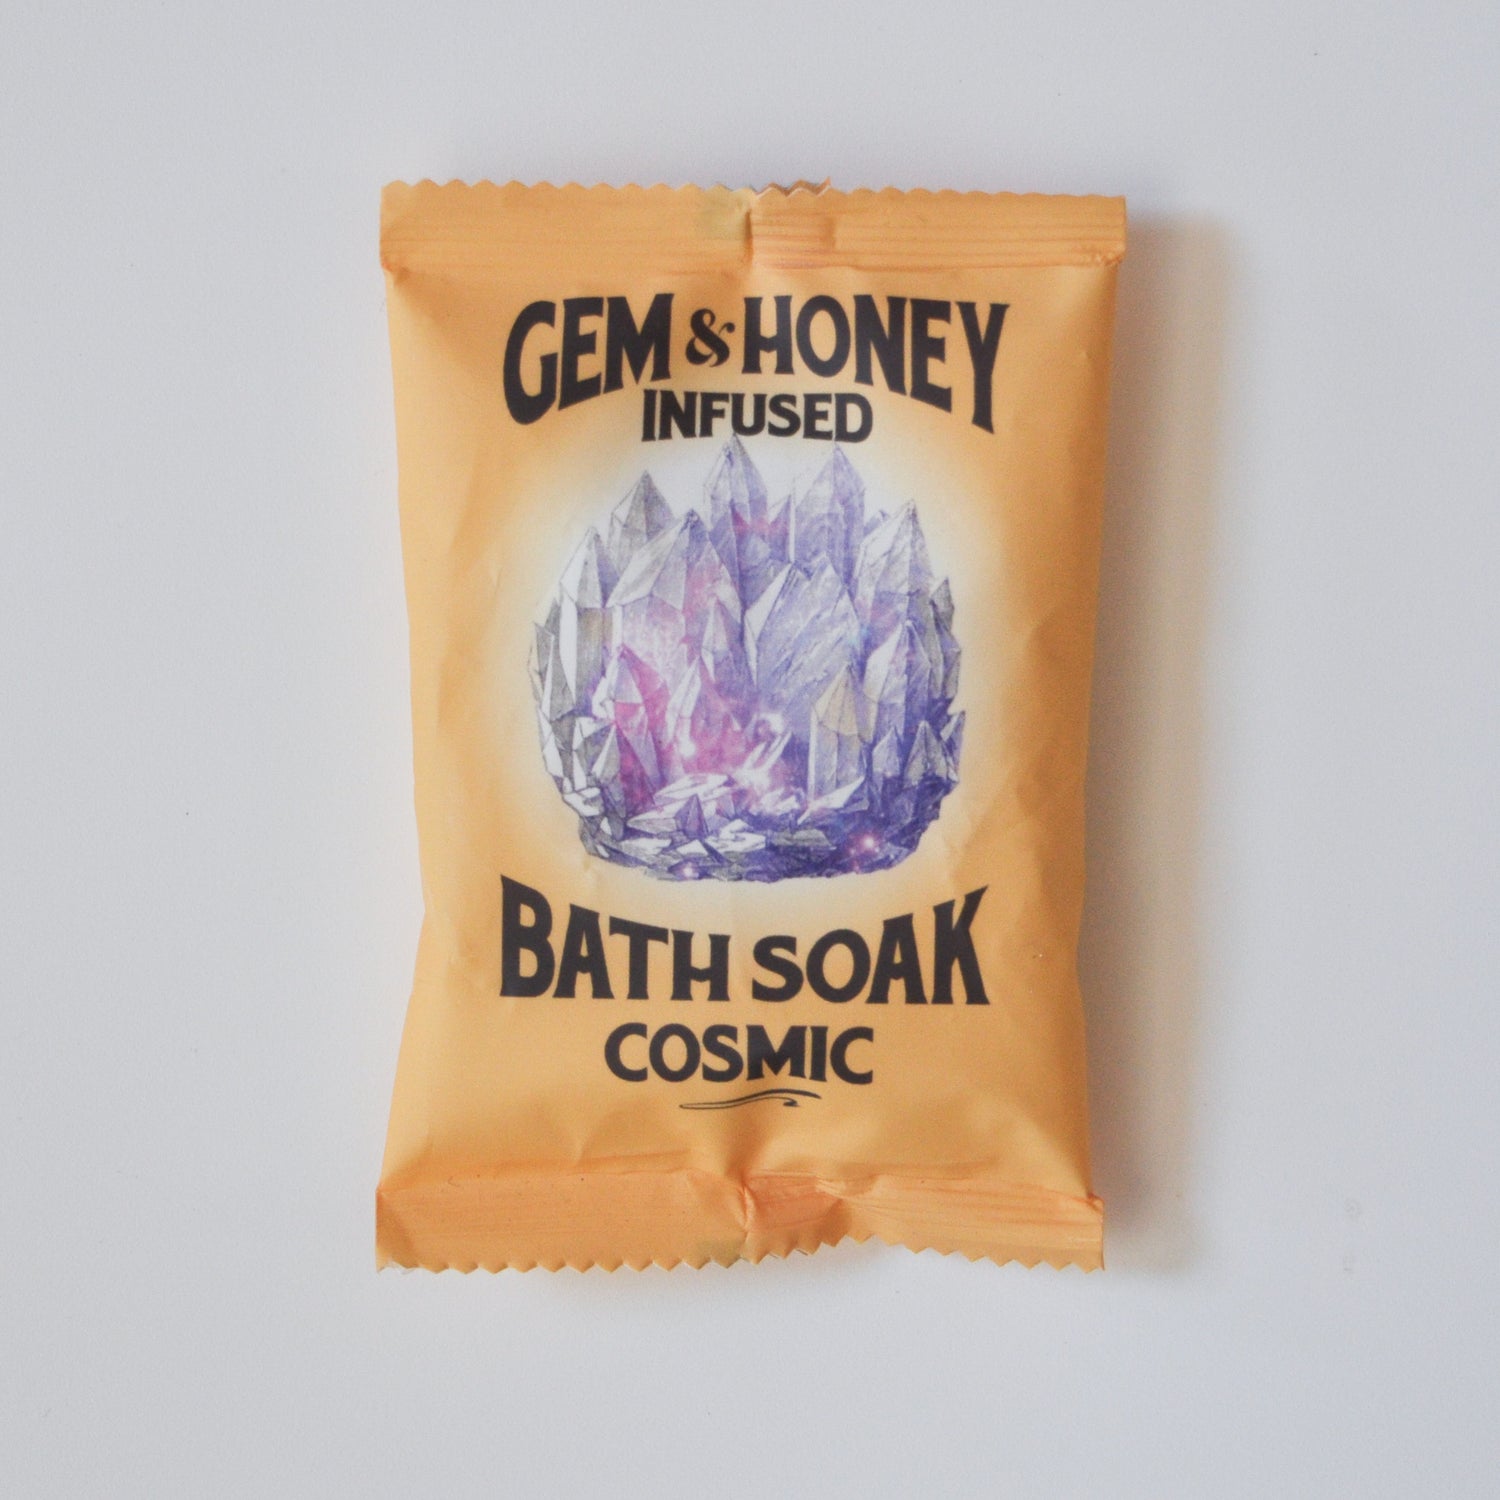 GEM & HONEY
INFUSED
BATH SOAK
COSMIC